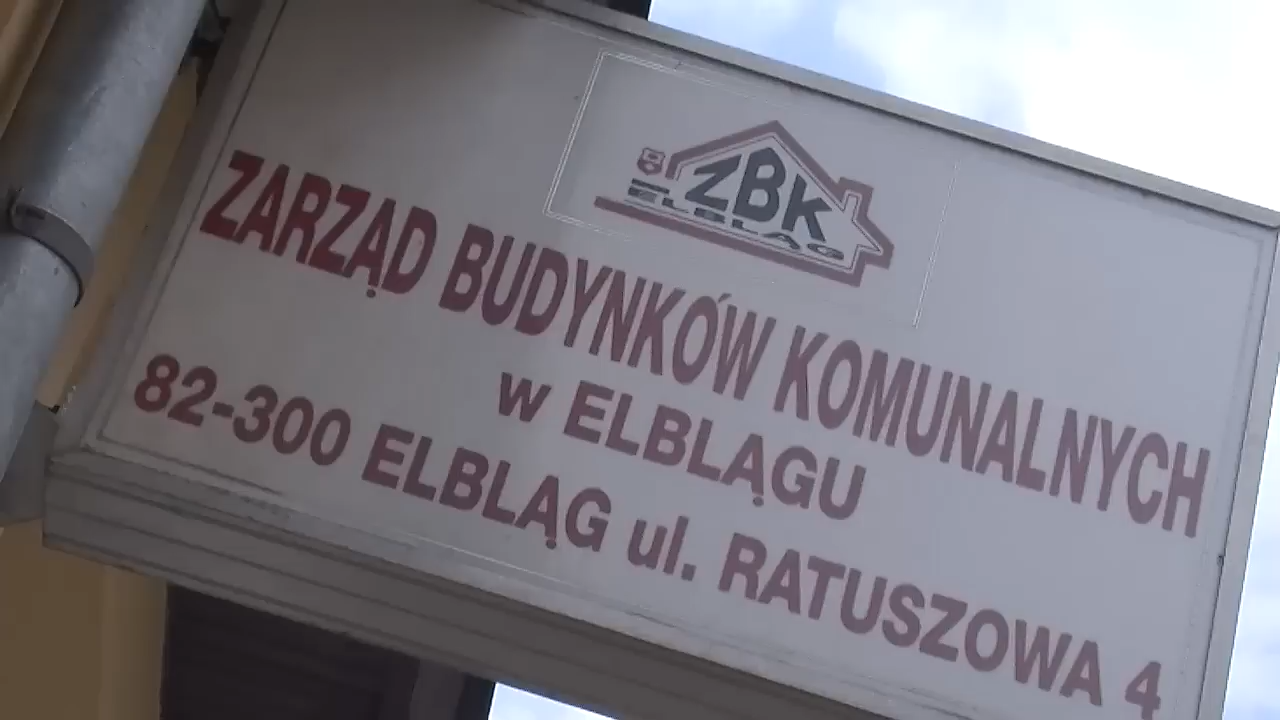 ZBK
ELBLĄG
ZARZĄD BUDYNKÓW KOMUNALNYCH
w ELBLĄGU
82-300 ELBLĄG ul. RATUSZOWA 4